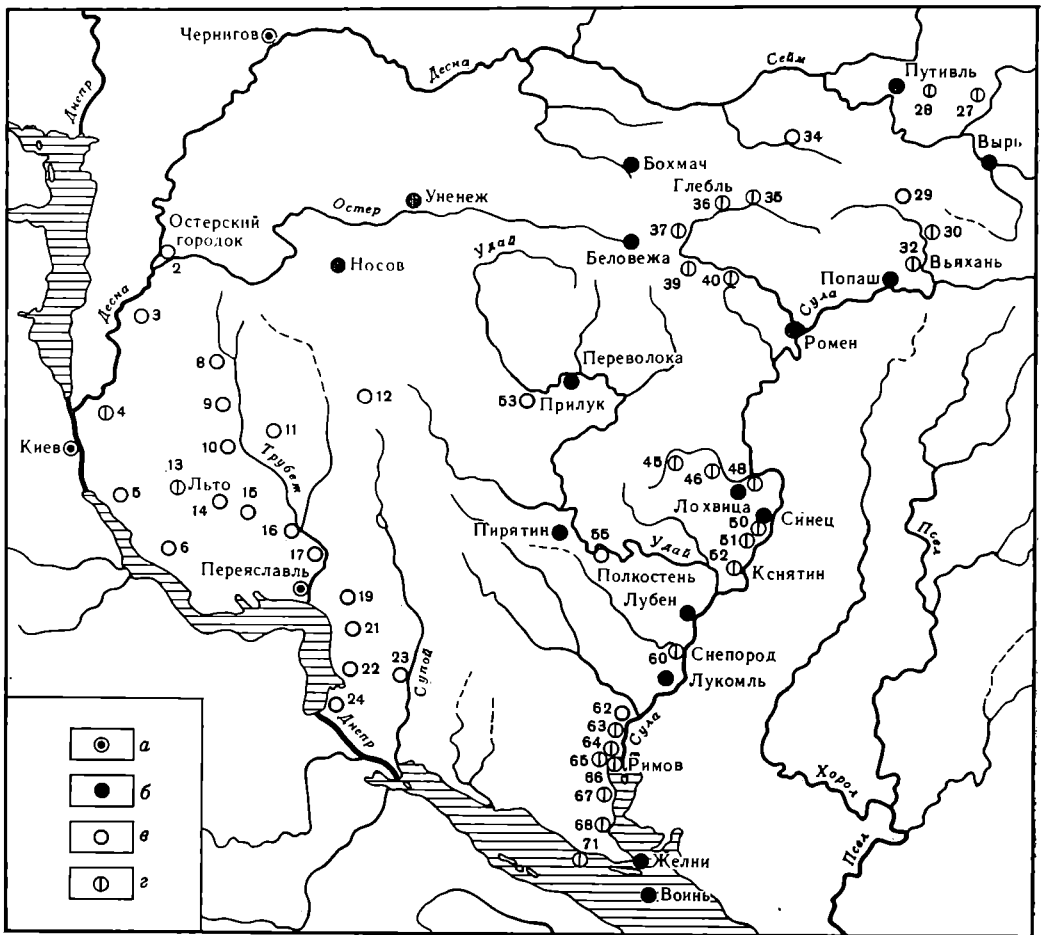 Чернигов
Десна
Сейм
Путивль
28
27
Днепр
34
Вырь
Бохмач
Глебль
36
35
29
Остер
Уненеж
37
30
Остерский
городок
2
Удай
Беловежа
32
Вьяхань
Носов
39
40
Попаш
Десна
3
Сула
Ромен
8
Переволока
12
53
Прилук
4
9
11
Киев
10
Трубеж
13
Льто
45
46
48
5
14
15
Лохвица
Синец
16
Пирятин
50
51
6
17
55
Удай
52
Кснятин
Псел
Переяславль
Полкостень
19
Лубен
21
60
Снепород
22
23
Супой
Лукомль
24
62
Днепр
63
Сула
64
65
Римов
66
67
Хорол
68
71
Желни
Псел
Воинь
а
б
в
г